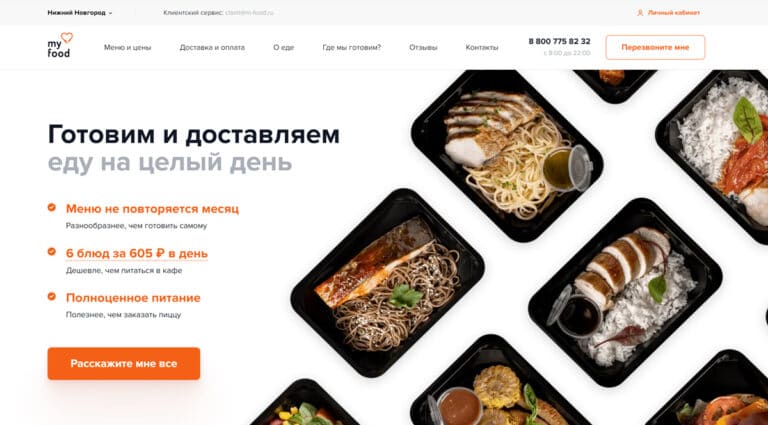 Нижний Новгород
Клиентский сервис: client@m-food.ru
Личный кабинет
my food
Меню и цены
Доставка и оплата
О еде
Где мы готовим?
Отзывы
Контакты
8 800 775 82 32
с 9:00 до 22:00
Перезвоните мне
Готовим и доставляем
еду на целый день
Меню не повторяется месяц
Разнообразнее, чем готовить самому
6 блюд за 605 ₽ в день
Дешевле, чем питаться в кафе
Полноценное питание
Полезнее, чем заказать пиццу
Расскажите мне все